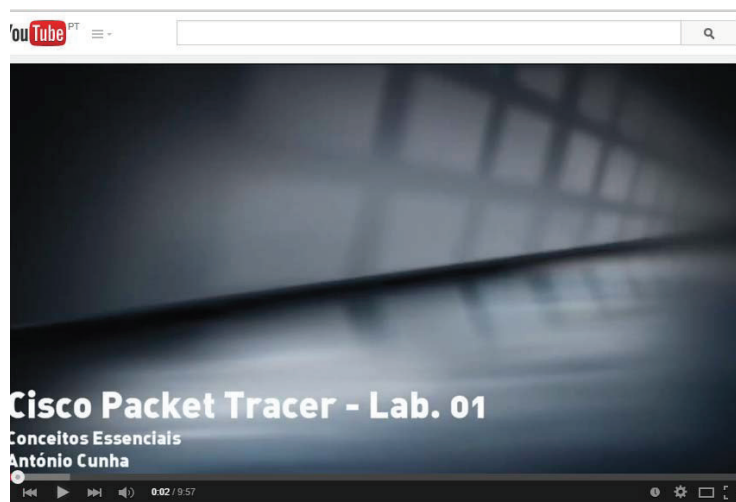 YouTube PT
Cisco Packet Tracer - Lab. 01
Conceitos Essenciais
António Cunha
0:02 / 9:57